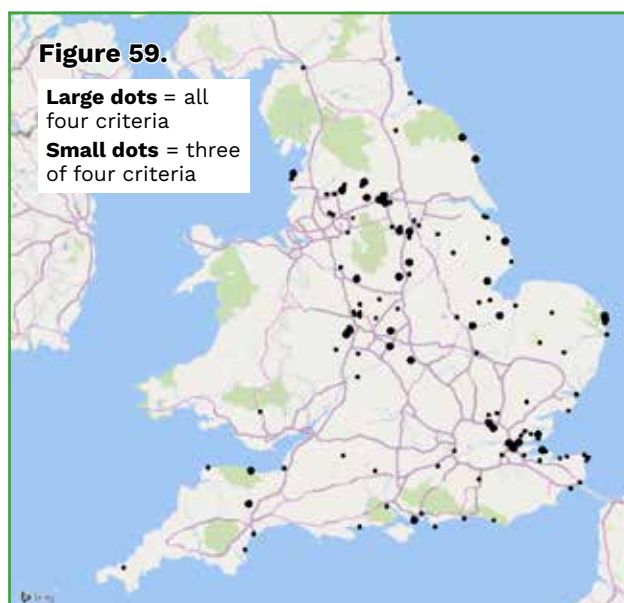 Figure 59.
Large dots = all
four criteria
Small dots = three
of four criteria